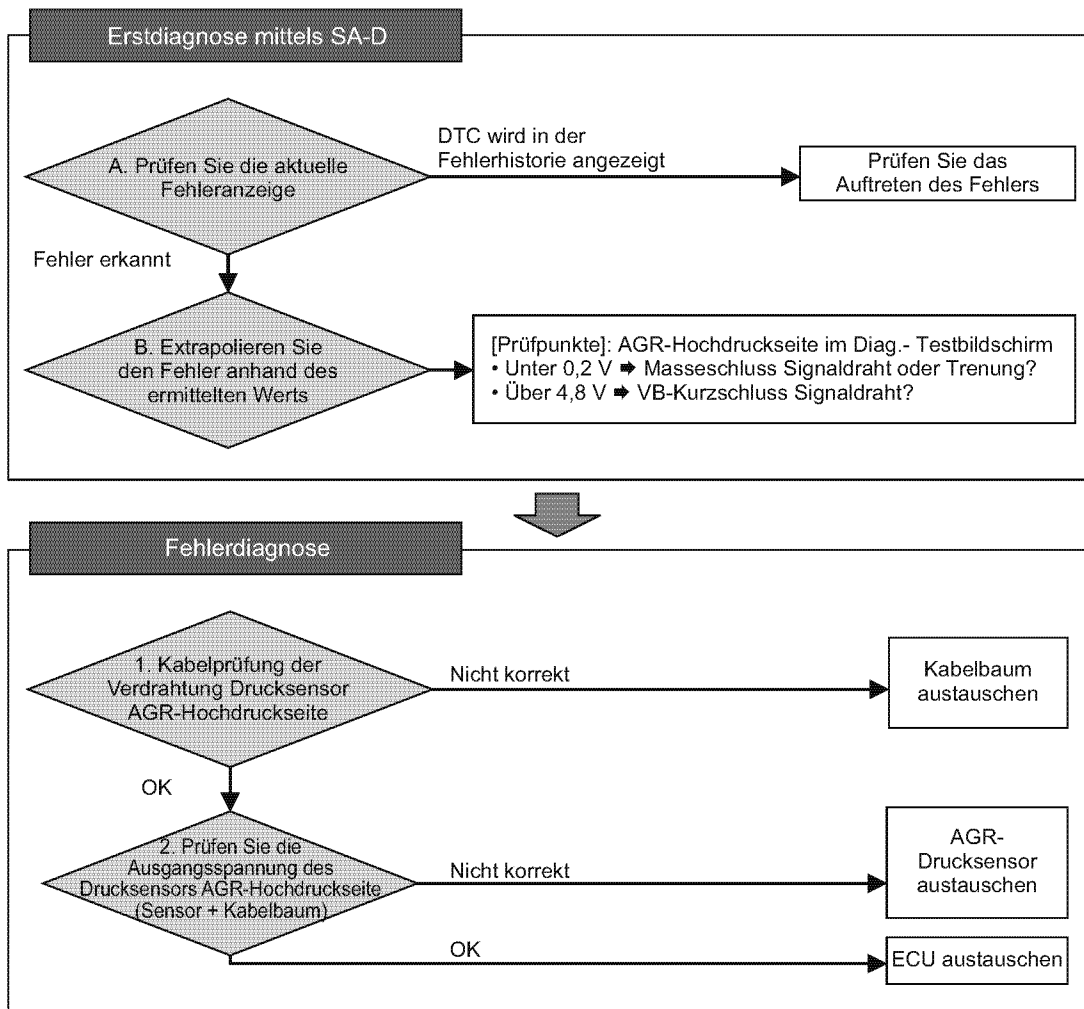 Erstdiagnose mittels SA-D
A. Prüfen Sie die aktuelle
Fehleranzeige
DTC wird in der
Fehlerhistorie angezeigt
Prüfen Sie das
Auftreten des Fehlers
Fehler erkannt
B. Extrapolieren Sie
den Fehler anhand des
ermittelten Werts
[Prüfpunkte]: AGR-Hochdruckseite im Diag.- Testbildschirm
• Unter 0,2 V ➡ Masseschluss Signaldraht oder Trenung?
• Über 4,8 V ➡ VB-Kurzschluss Signaldraht?
Fehlerdiagnose
1. Kabelprüfung der
Verdrahtung Drucksensor
AGR-Hochdruckseite
Nicht korrekt
Kabelbaum
austauschen
OK
2. Prüfen Sie die
Ausgangsspannung des
Drucksensors AGR-Hochdruckseite
(Sensor + Kabelbaum)
Nicht korrekt
AGR-
Drucksensor
austauschen
OK
ECU austauschen